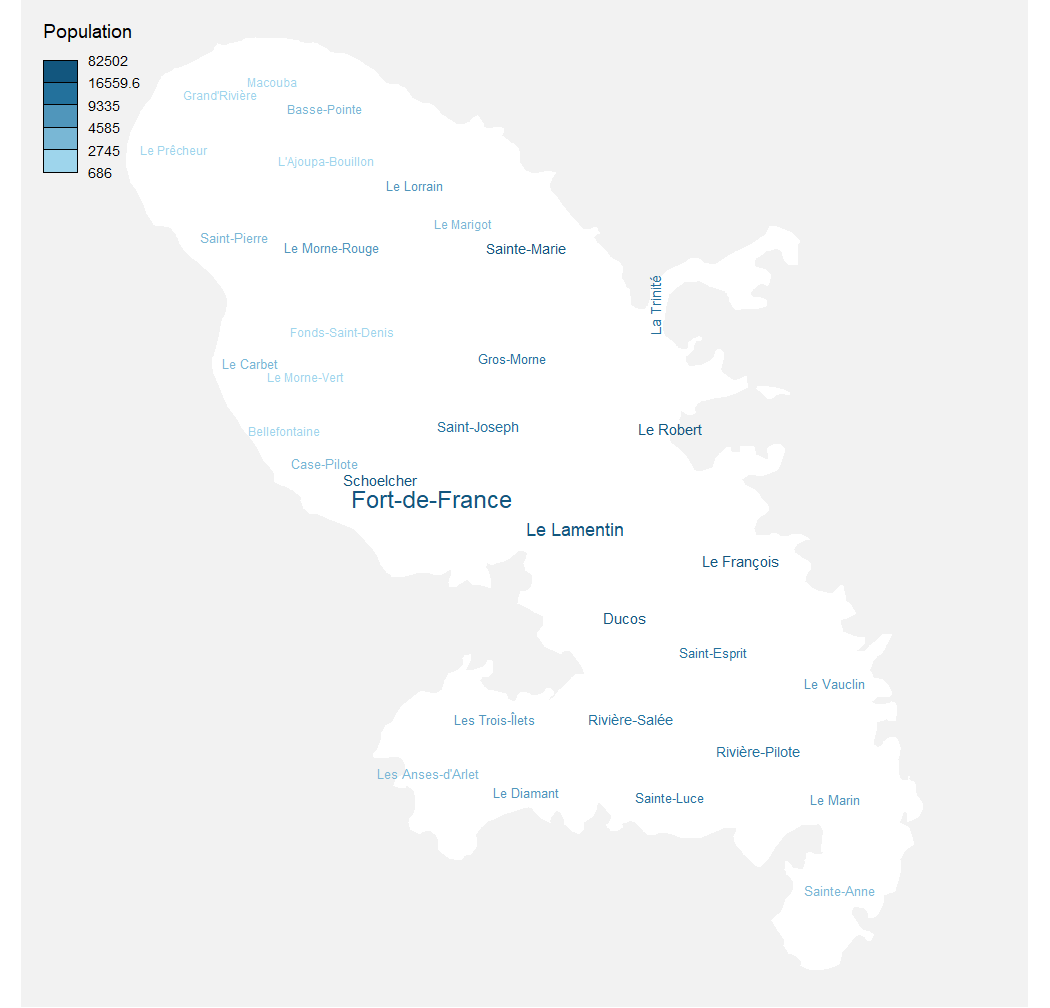 Population
82502
16559.6
9335
4585
2745
686
Macouba
Grand'Rivière
Basse-Pointe
Le Prêcheur
L'Ajoupa-Bouillon
Le Lorrain
Le Marigot
Saint-Pierre
Le Morne-Rouge
Sainte-Marie
La Trinité
Fonds-Saint-Denis
Gros-Morne
Le Carbet
Le Morne-Vert
Saint-Joseph
Le Robert
Bellefontaine
Case-Pilote
Schoelcher
Fort-de-France
Le Lamentin
Le François
Ducos
Saint-Esprit
Le Vauclin
Les Trois-Îlets
Rivière-Salée
Rivière-Pilote
Les Anses-d'Arlet
Le Diamant
Sainte-Luce
Le Marin
Sainte-Anne